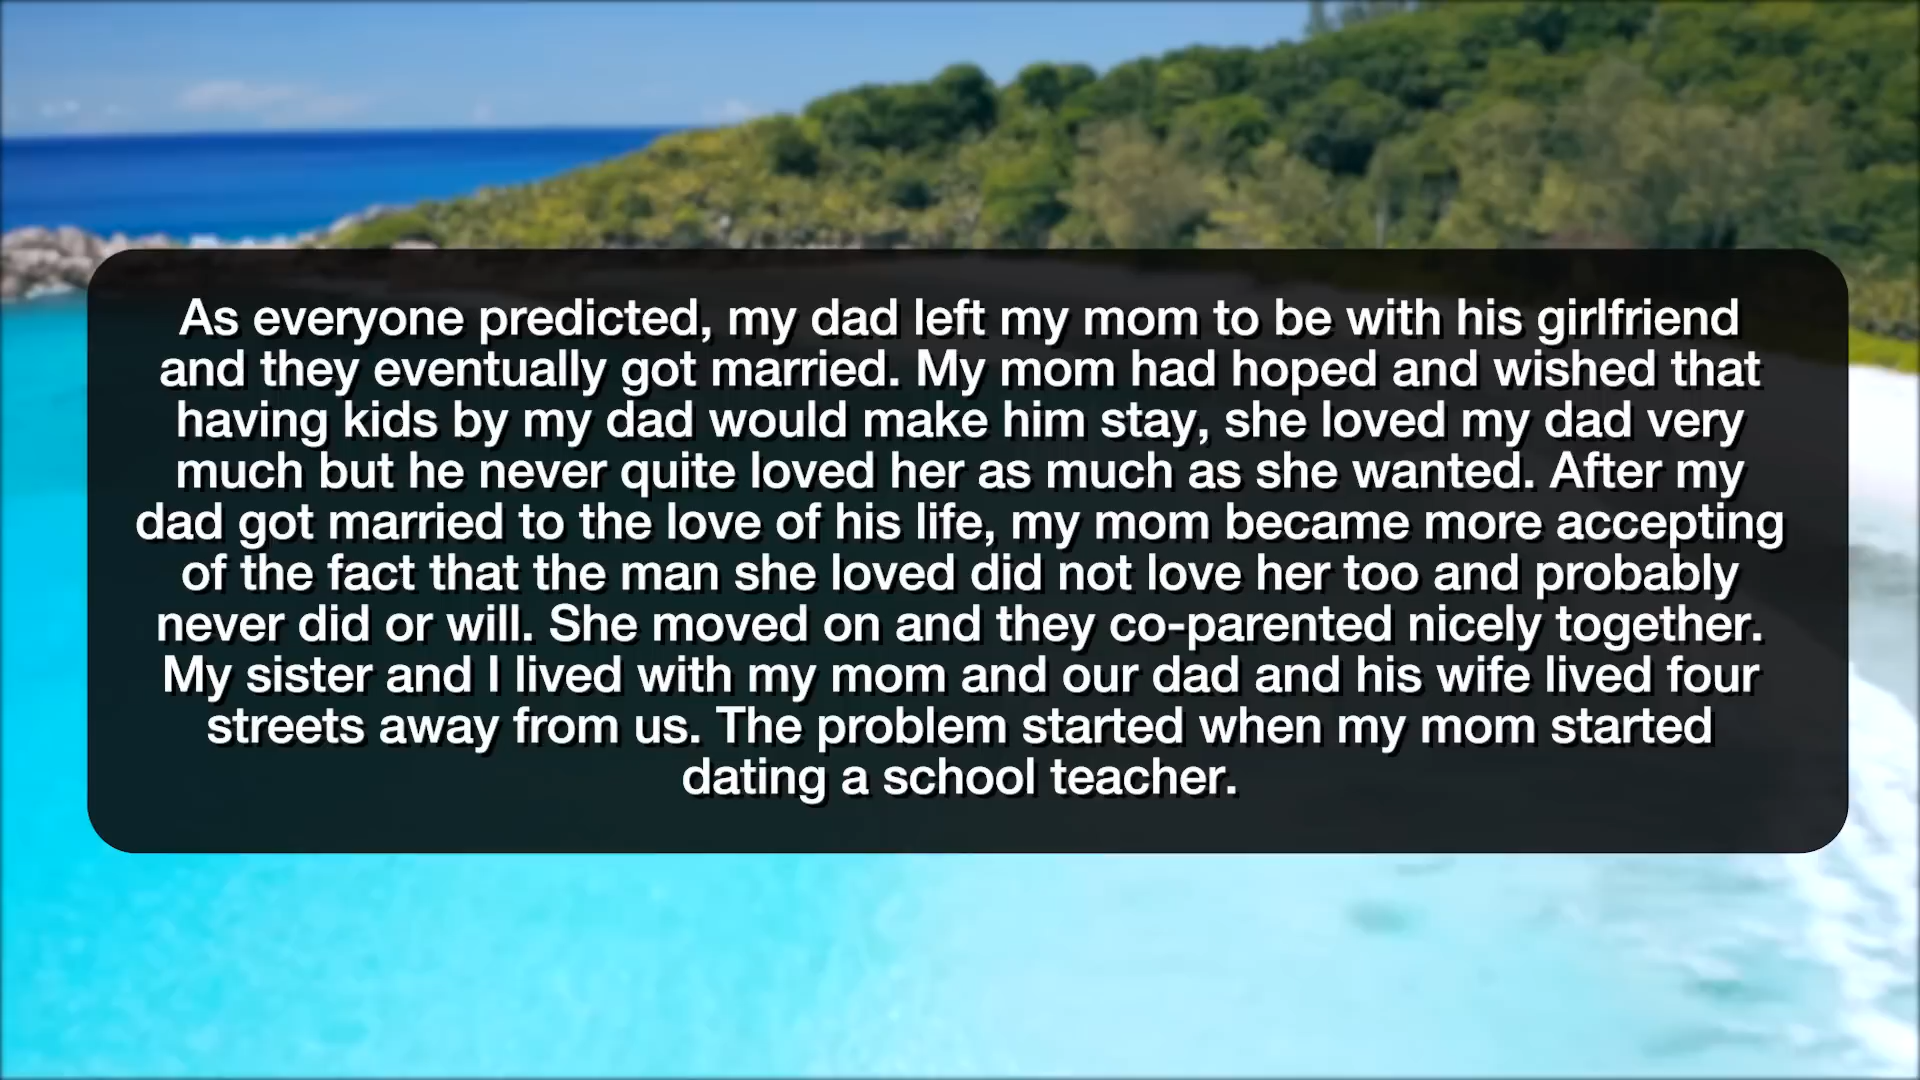 As everyone predicted, my dad left my mom to be with his girlfriend
and they eventually got married. My mom had hoped and wished that
having kids by my dad would make him stay, she loved my dad very
much but he never quite loved her as much as she wanted. After my
dad got married to the love of his life, my mom became more accepting
of the fact that the man she loved did not love her too and probably
never did or will. She moved on and they co-parented nicely together.
My sister and I lived with my mom and our dad and his wife lived four
streets away from us. The problem started when my mom started
dating a school teacher.